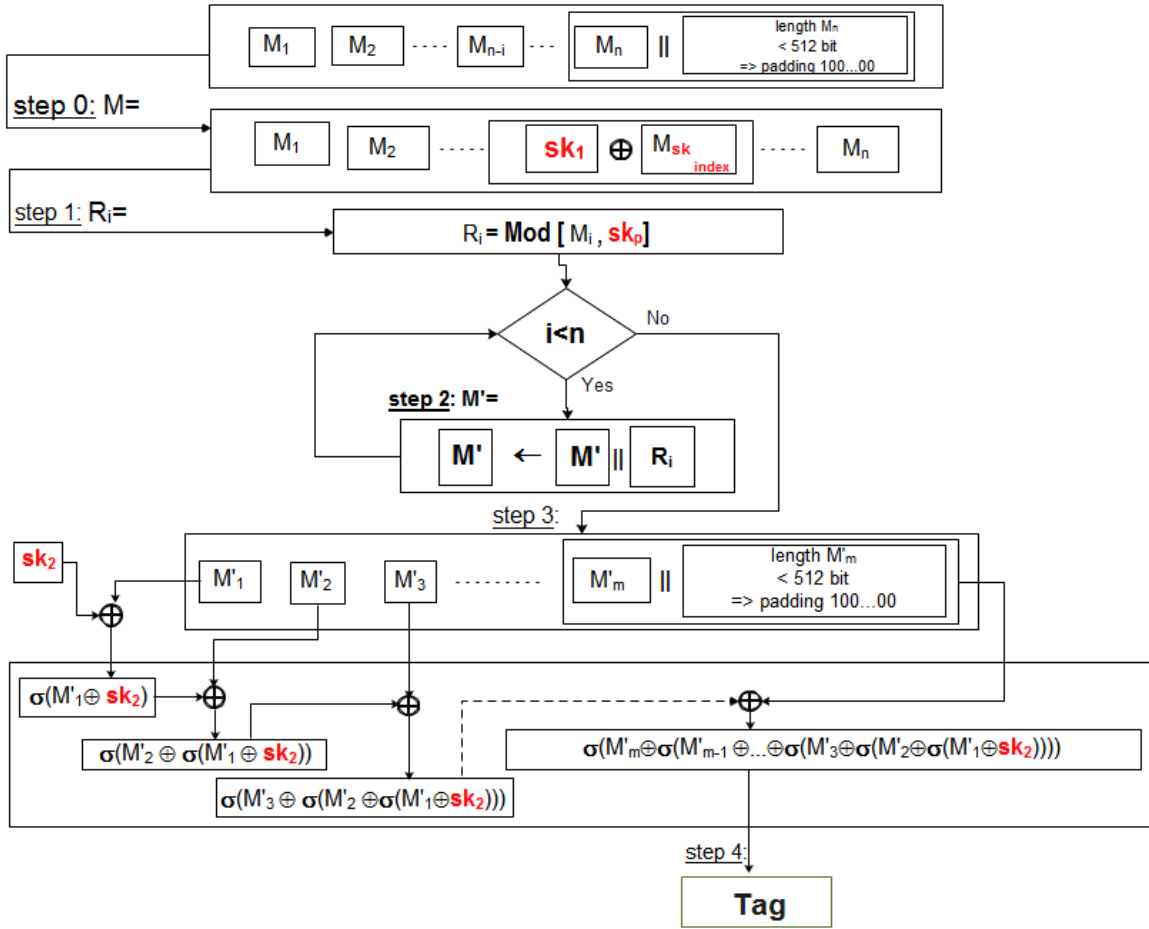 M₁ M₂ ····· Mₙ₋ᵢ ···· Mₙ || length Mₙ
< 512 bit
=> padding 100...00
step 0: M=
M₁ M₂ ····· sk₁ ⊕ M sk index ····· Mₙ
step 1: Rᵢ=
Rᵢ = Mod [ Mᵢ , skₚ]
i<n
No
Yes
step 2: M'=
M' ← M' || Rᵢ
step 3:
sk₂
M'₁ M'₂ M'₃ ········· M'ₘ || length M'ₘ
< 512 bit
=> padding 100...00
⊕
σ(M'₁⊕ sk₂) ⊕ ⊕ ⊕
σ(M'₂ ⊕ σ(M'₁ ⊕ sk₂))
σ(M'ₘ⊕σ(M'ₘ₋₁ ⊕...⊕σ(M'₃⊕σ(M'₂⊕σ(M'₁⊕sk₂))))
σ(M'₃ ⊕ σ(M'₂ ⊕σ(M'₁⊕sk₂)))
step 4:
Tag